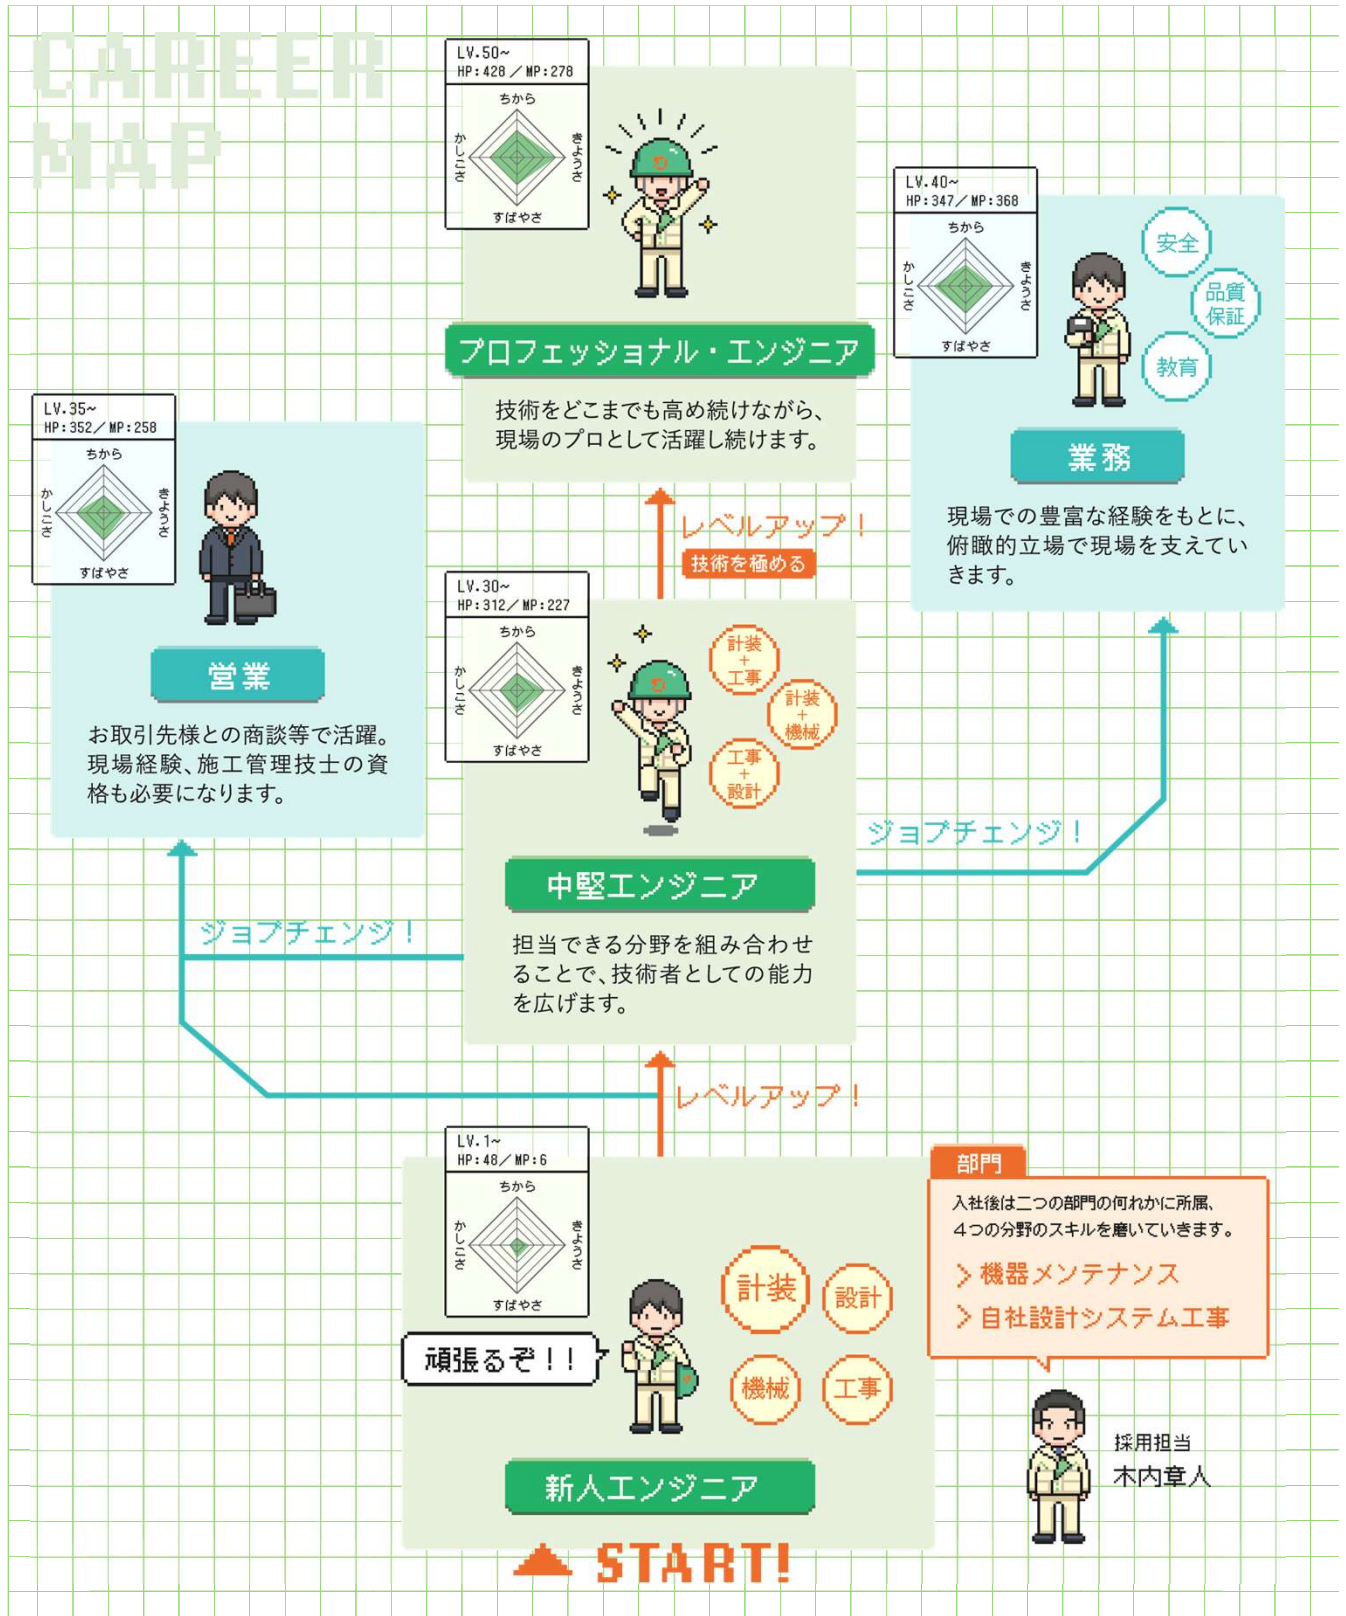 CAREER
MAP
LV.50~
HP:428／MP:278
ちから
きようさ
かしこさ
すばやさ
プロフェッショナル・エンジニア
技術をどこまでも高め続けながら、
現場のプロとして活躍し続けます。
LV.40~
HP:347／MP:368
ちから
きようさ
かしこさ
すばやさ
安全
品質
保証
教育
業務
現場での豊富な経験をもとに、
俯瞰的立場で現場を支えてい
きます。
LV.35~
HP:352／MP:258
ちから
きようさ
かしこさ
すばやさ
営業
お取引先様との商談等で活躍。
現場経験、施工管理技士の資
格も必要になります。
レベルアップ！
技術を極める
LV.30~
HP:312／MP:227
ちから
きようさ
かしこさ
すばやさ
計装
+
工事
計装
+
機械
工事
+
設計
中堅エンジニア
担当できる分野を組み合わせ
ることで、技術者としての能力
を広げます。
ジョブチェンジ！
ジョブチェンジ！
レベルアップ！
LV.1~
HP:48／MP:6
ちから
きようさ
かしこさ
すばやさ
頑張るぞ！！
計装
設計
機械
工事
新人エンジニア
START!
部門
入社後は二つの部門の何れかに所属、
４つの分野のスキルを磨いていきます。
＞機器メンテナンス
＞自社設計システム工事
採用担当
木内章人